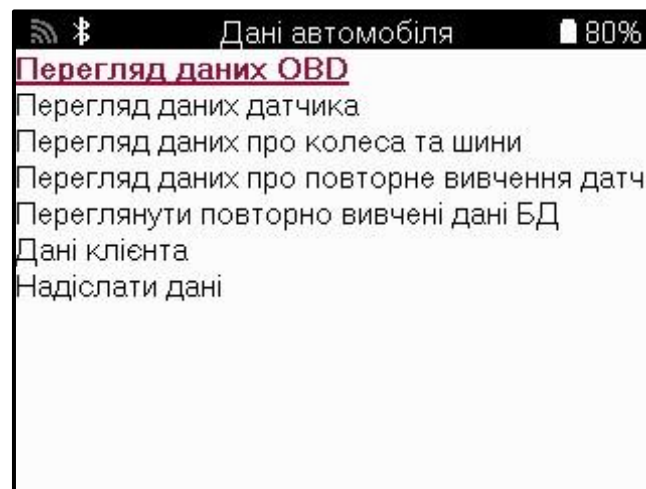 Дані автомобіля 80%
Перегляд даних OBD
Перегляд даних датчика
Перегляд даних про колеса та шини
Перегляд даних про повторне вивчення датч
Переглянути повторно вивчені дані БД
Дані клієнта
Надіслати дані